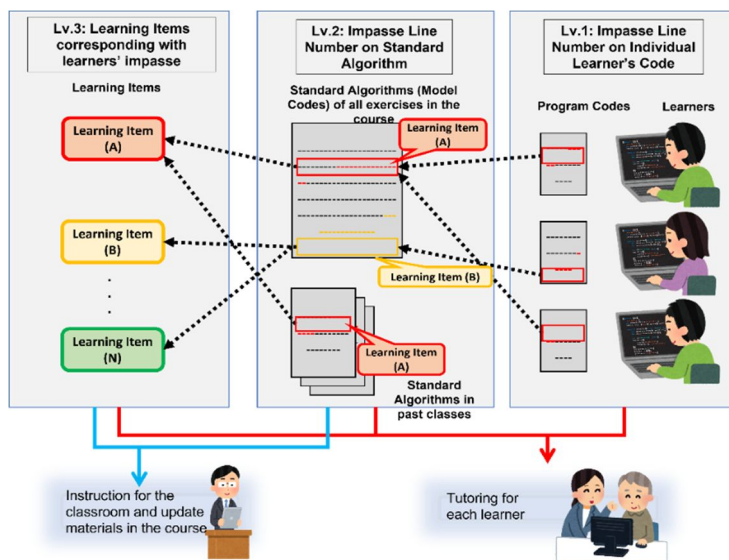 Lv.3: Learning Items
corresponding with
learners' impasse
Learning Items
Learning Item
(A)
Learning Item
(B)
.
.
.
Learning Item
(N)
Lv.2: Impasse Line
Number on Standard
Algorithm
Standard Algorithms (Model
Codes) of all exercises in the
course
Learning Item
(A)
Learning Item (B)
Learning Item
(A)
Standard
Algorithms in
past classes
Lv.1: Impasse Line
Number on Individual
Learner's Code
Program Codes
Learners
Instruction for the
classroom and update
materials in the course
Tutoring for
each learner